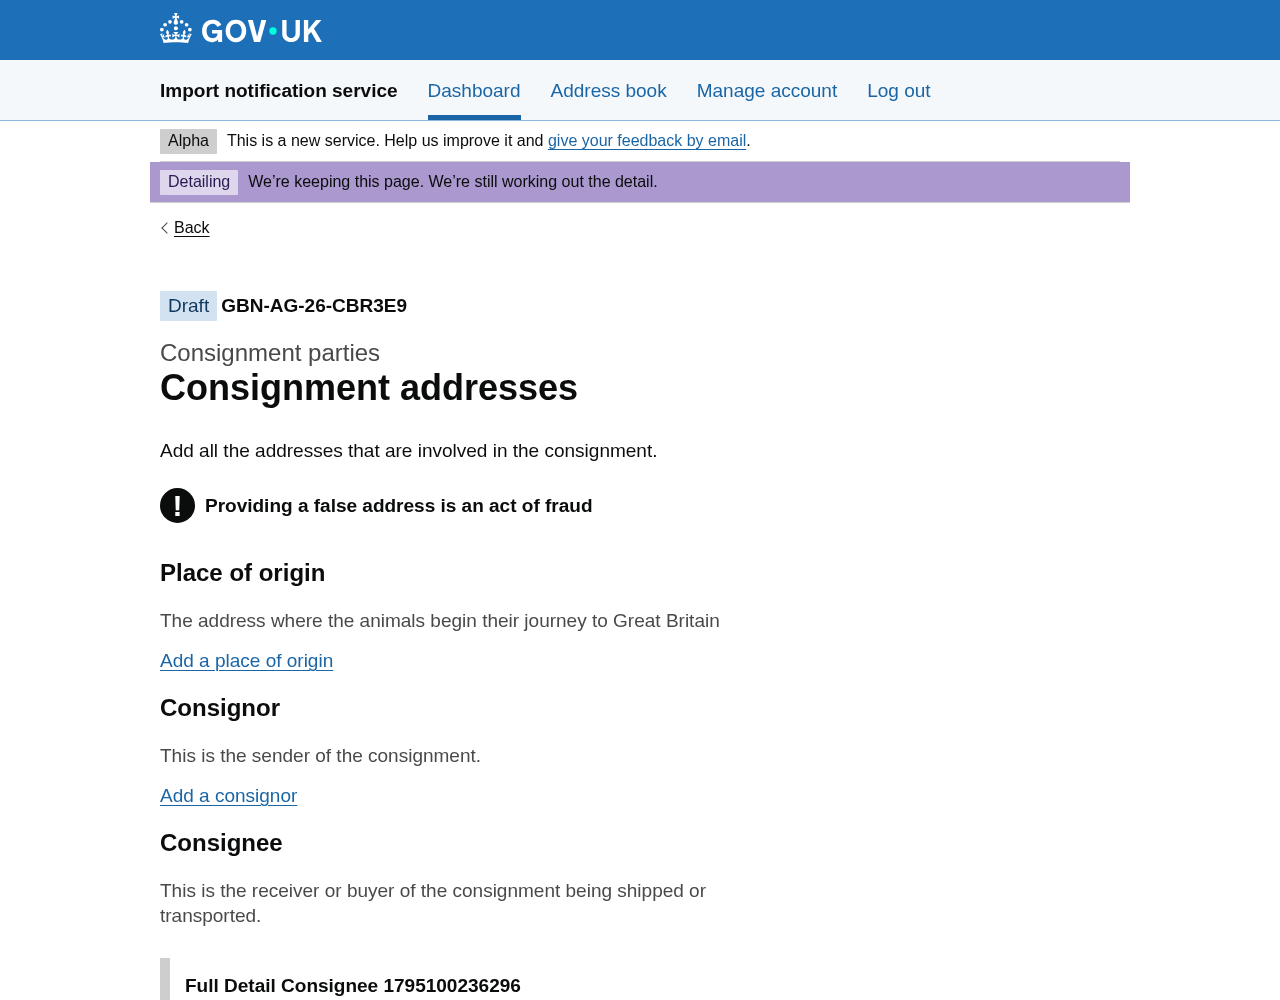 GOV·UK
Import notification service Dashboard Address book Manage account Log out
Alpha This is a new service. Help us improve it and give your feedback by email.
Detailing We’re keeping this page. We’re still working out the detail.
Back
Draft GBN-AG-26-CBR3E9
Consignment parties
Consignment addresses
Add all the addresses that are involved in the consignment.
! Providing a false address is an act of fraud
Place of origin
The address where the animals begin their journey to Great Britain
Add a place of origin
Consignor
This is the sender of the consignment.
Add a consignor
Consignee
This is the receiver or buyer of the consignment being shipped or
transported.
Full Detail Consignee 1795100236296